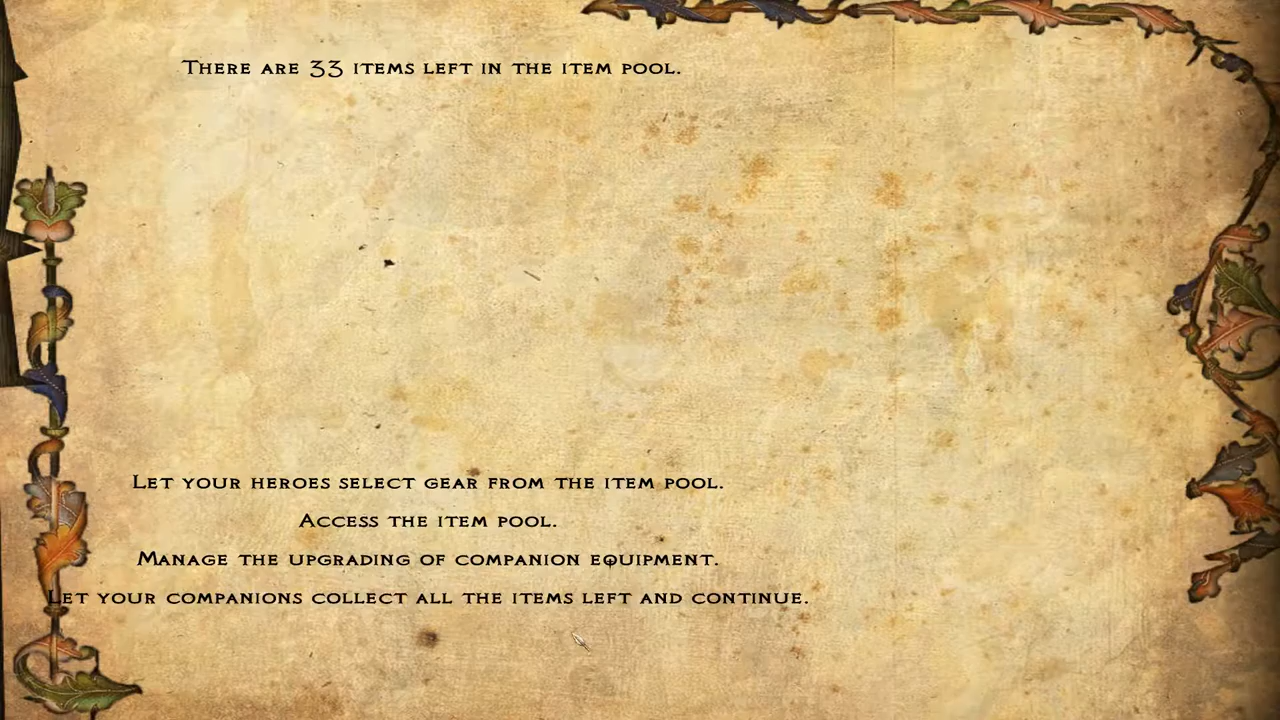 There are 33 items left in the item pool.
Let your heroes select gear from the item pool.
Access the item pool.
Manage the upgrading of companion equipment.
Let your companions collect all the items left and continue.